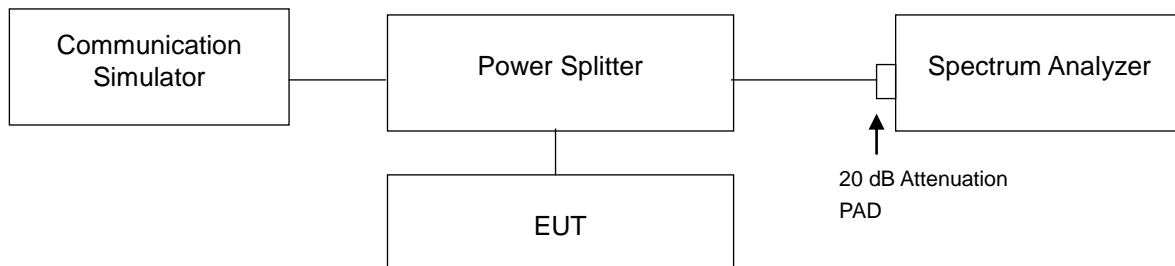 Communication
Simulator
Power Splitter
Spectrum Analyzer
20 dB Attenuation
PAD
EUT